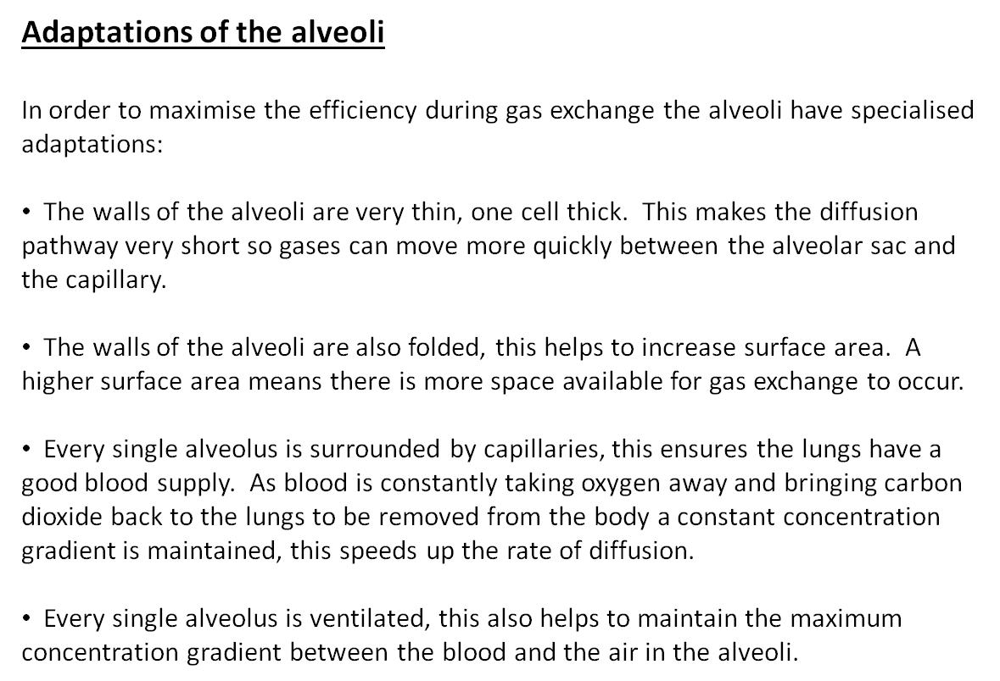 Adaptations of the alveoli
In order to maximise the efficiency during gas exchange the alveoli have specialised
adaptations:
• The walls of the alveoli are very thin, one cell thick.  This makes the diffusion
pathway very short so gases can move more quickly between the alveolar sac and
the capillary.
• The walls of the alveoli are also folded, this helps to increase surface area.  A
higher surface area means there is more space available for gas exchange to occur.
• Every single alveolus is surrounded by capillaries, this ensures the lungs have a
good blood supply.  As blood is constantly taking oxygen away and bringing carbon
dioxide back to the lungs to be removed from the body a constant concentration
gradient is maintained, this speeds up the rate of diffusion.
• Every single alveolus is ventilated, this also helps to maintain the maximum
concentration gradient between the blood and the air in the alveoli.